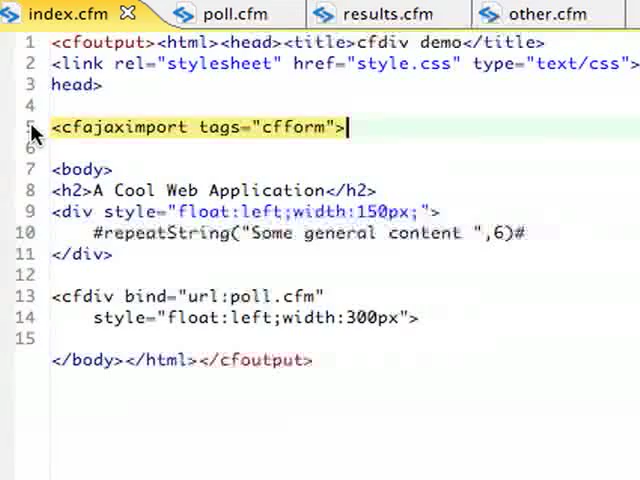 index.cfm poll.cfm results.cfm other.cfm
1 <cfoutput><html><head><title>cfdiv demo</title>
2 <link rel="stylesheet" href="style.css" type="text/css">
3 head>
4
5 <cfajaximport tags="cfform">
6
7 <body>
8 <h2>A Cool Web Application</h2>
9 <div style="float:left;width:150px;">
10 #repeatString("Some general content ",6)#
11 </div>
12
13 <cfdiv bind="url:poll.cfm"
14 style="float:left;width:300px">
15
</body></html></cfoutput>